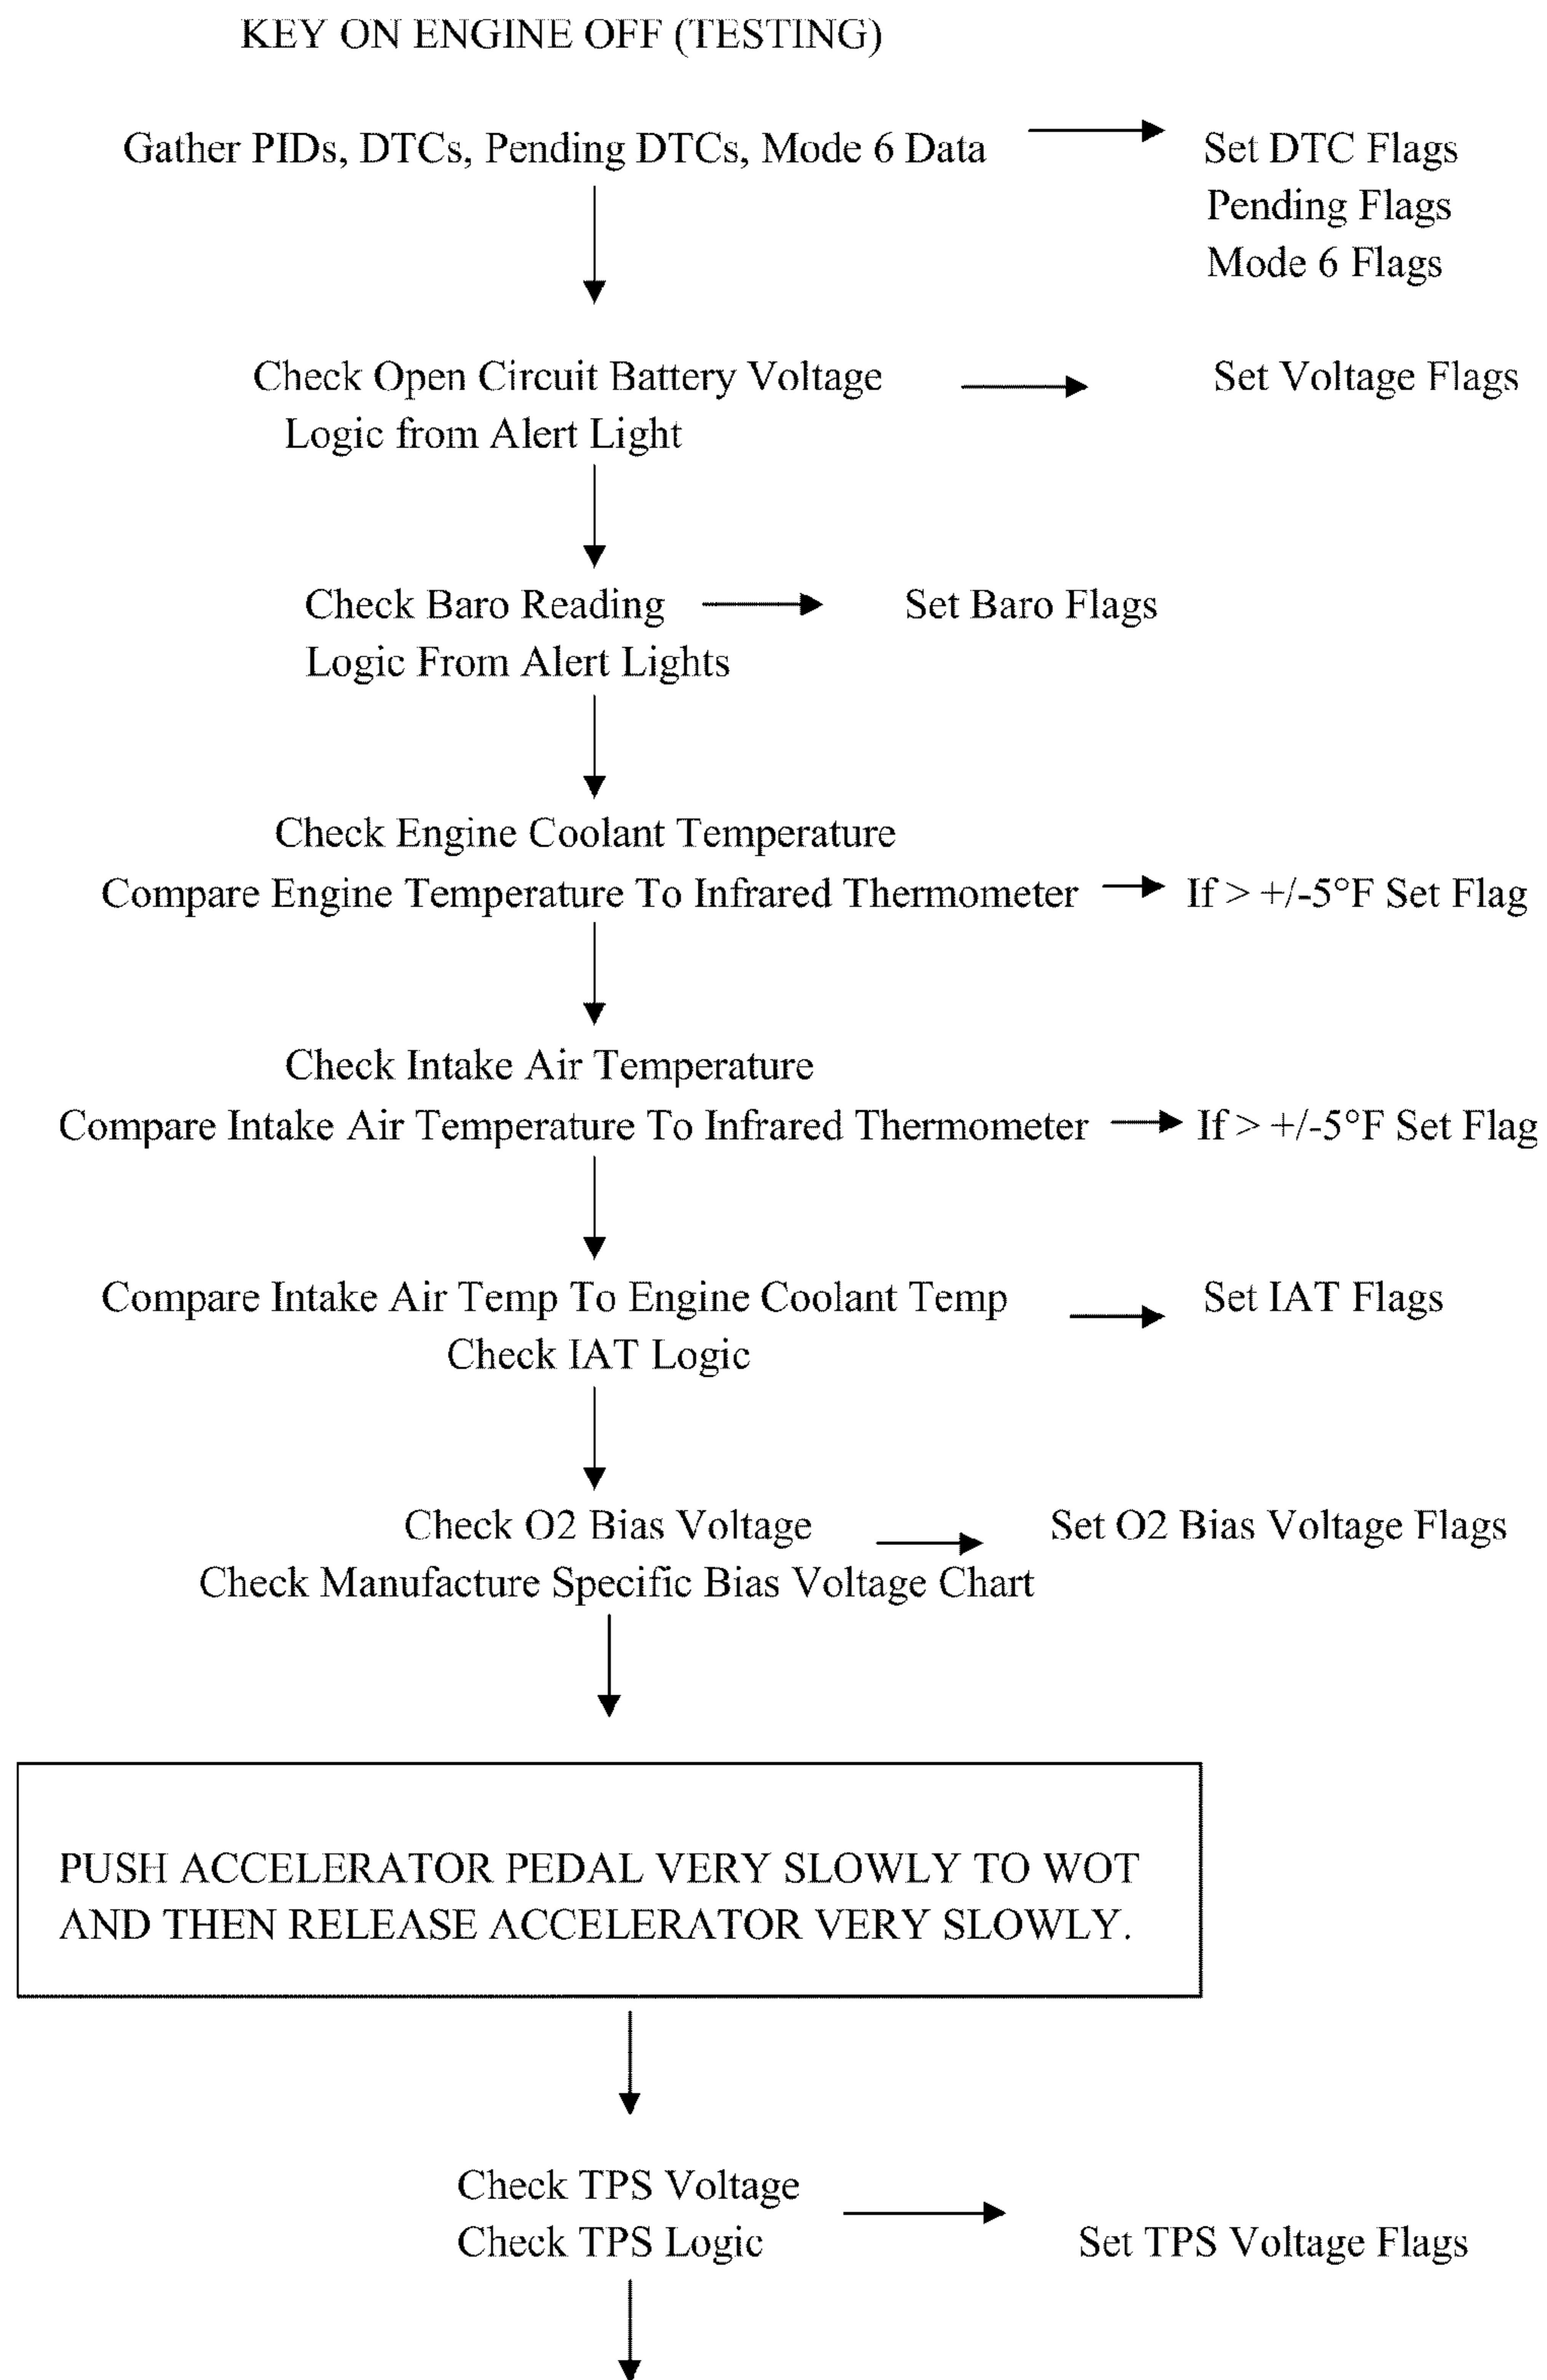 KEY ON ENGINE OFF (TESTING)
Gather PIDs, DTCs, Pending DTCs, Mode 6 Data
Set DTC Flags
Pending Flags
Mode 6 Flags
Check Open Circuit Battery Voltage
Set Voltage Flags
Logic from Alert Light
Check Baro Reading
Set Baro Flags
Logic From Alert Lights
Check Engine Coolant Temperature
Compare Engine Temperature To Infrared Thermometer
If > +/-5°F Set Flag
Check Intake Air Temperature
Compare Intake Air Temperature To Infrared Thermometer
If > +/-5°F Set Flag
Compare Intake Air Temp To Engine Coolant Temp
Set IAT Flags
Check IAT Logic
Check O2 Bias Voltage
Set O2 Bias Voltage Flags
Check Manufacture Specific Bias Voltage Chart
PUSH ACCELERATOR PEDAL VERY SLOWLY TO WOT
AND THEN RELEASE ACCELERATOR VERY SLOWLY.
Check TPS Voltage
Check TPS Logic
Set TPS Voltage Flags